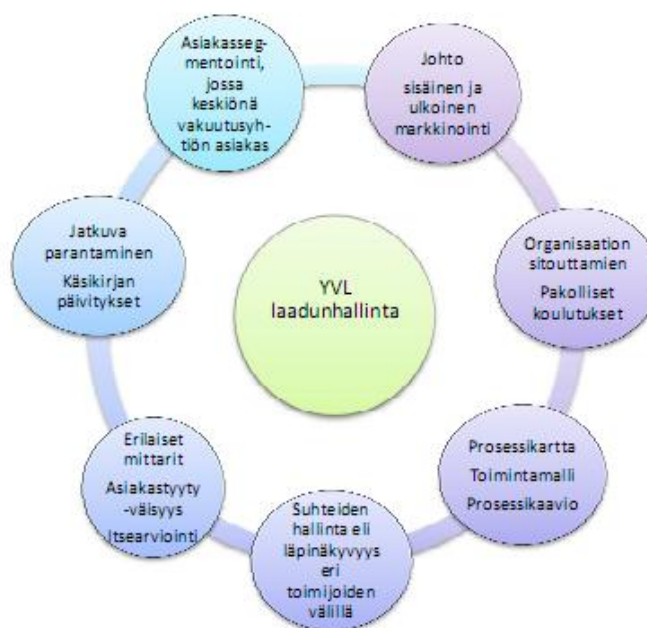 Asiakasseg-
mentointi,
jossa
keskiönä
vakuutusyh-
tiön asiakas
Johto
sisäinen ja
ulkoinen
markkinointi
Organisaation
sitouttamien
Pakolliset
koulutukset
Prosessikartta
Toimintamalli
Prosessikaavio
Suhteiden
hallinta eli
läpinäkyvyys
eri
toimijoiden
välillä
Erilaiset
mittarit
Asiakastyyty
-väisyys
Itsearviointi
Jatkuva
parantaminen
Käsikirjan
päivitykset
YVL
laadunhallinta